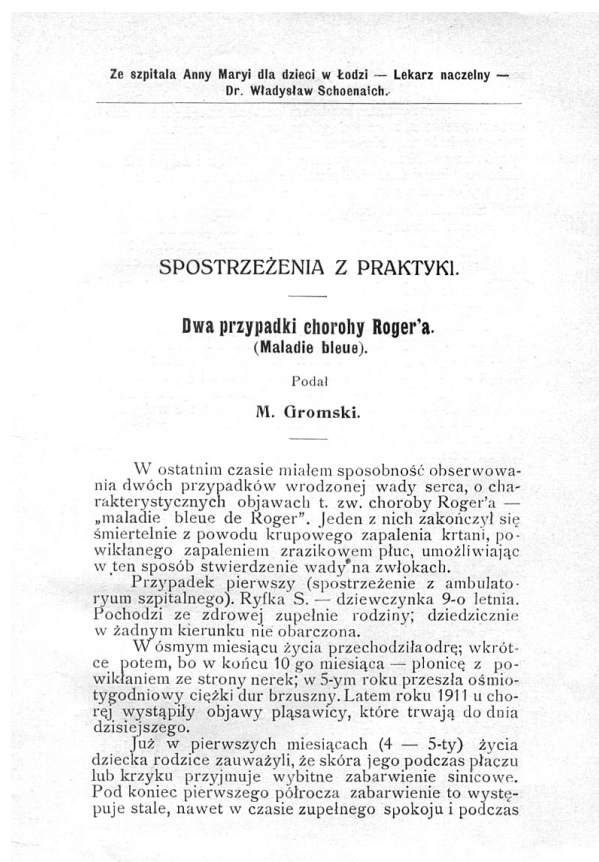 Ze szpitala Anny Maryi dla dzieci w Łodzi — Lekarz naczelny —
Dr. Władysław Schoenaich.
SPOSTRZEŻENIA Z PRAKTYKI.
Dwa przypadki chorohy Roger'a.
(Maladie bleue).
Podał
M. Gromski.
W ostatnim czasie miałem sposobność obserwowa-
nia dwóch przypadków wrodzonej wady serca, o cha-
rakterystycznych objawach t. zw. choroby Roger'a —
„maladie bleue de Roger". Jeden z nich zakończył się
śmiertelnie z powodu krupowego zapalenia krtani, po-
wikłanego zapaleniem zrazikowem płuc, umożliwiając
w ten sposób stwierdzenie wady na zwłokach.
Przypadek pierwszy (spostrzeżenie z ambulato-
ryum szpitalnego). Ryfka S. — dziewczynka 9-o letnia.
Pochodzi ze zdrowej zupełnie rodziny; dziedzicznie
w żadnym kierunku nie obarczona.
W ósmym miesiącu życia przechodziła odrę; wkrót-
ce potem, bo w końcu 10 go miesiąca — płonicę z po-
wikłaniem ze strony nerek; w 5-ym roku przeszła ośmio-
tygodniowy ciężki dur brzuszny. Latem roku 1911 u cho-
rej wystąpiły objawy pląsawicy, które trwają do dnia
dzisiejszego.
Już w pierwszych miesiącach (4 — 5-ty) życia
dziecka rodzice zauważyli, że skóra jego podczas płaczu
lub krzyku przyjmuje wybitne zabarwienie sinicowe.
Pod koniec pierwszego półrocza zabarwienie to wystę-
puje stale, nawet w czasie zupełnego spokoju i podczas